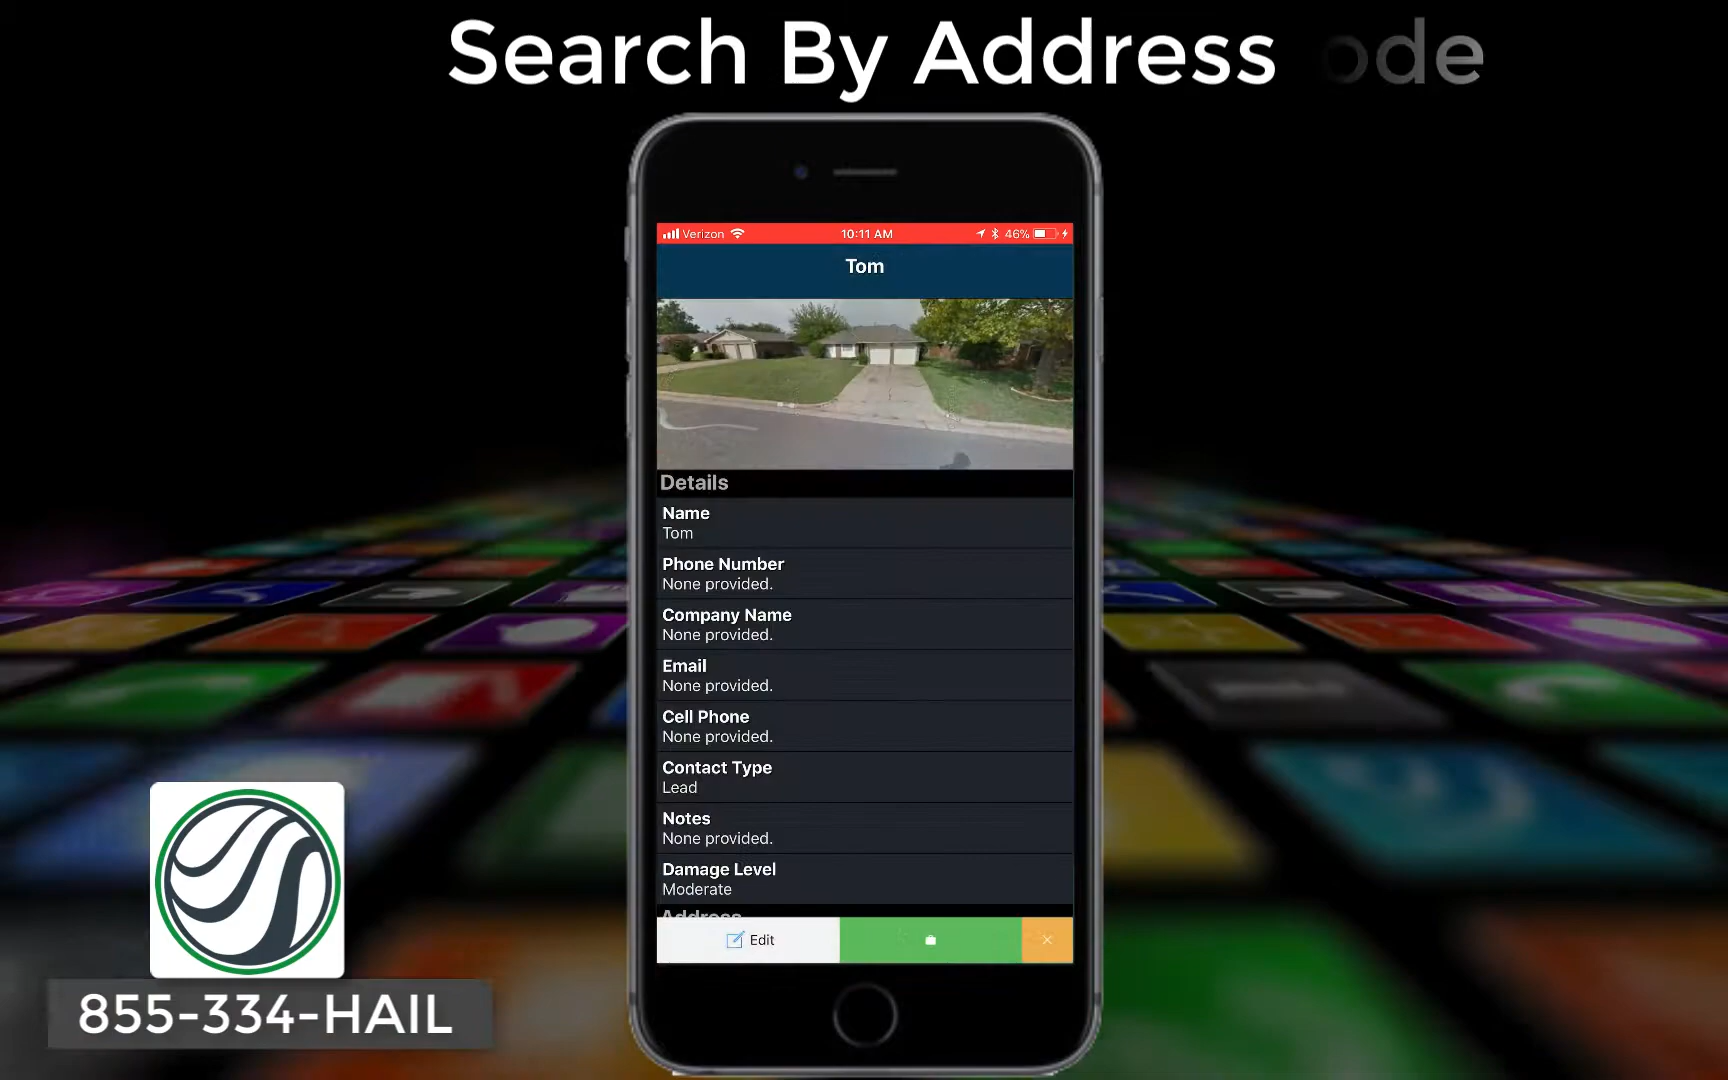 Search By Address ode
Verizon 10:11 AM 46%
Tom
Details
Name
Tom
Phone Number
None provided.
Company Name
None provided.
Email
None provided.
Cell Phone
None provided.
Contact Type
Lead
Notes
None provided.
Damage Level
Moderate
Address
Edit
855-334-HAIL